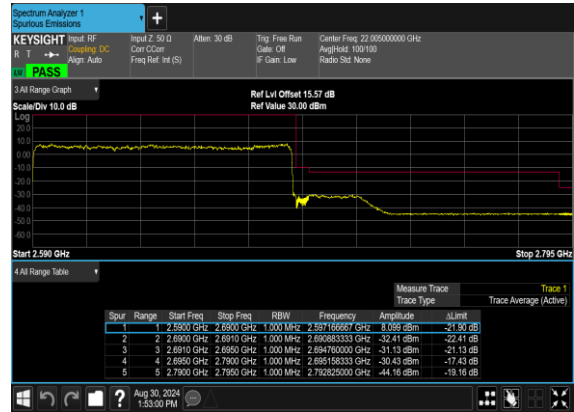 Spectrum Analyzer 1
Spurious Emissions
KEYSIGHT Input: RF Input Z: 50 Ω Atten: 30 dB Trig: Free Run Center Freq: 22.005000000 GHz
R T Coupling: DC Corr CCorr Gate: Off Avg|Hold: 100/100
Align: Auto Freq Ref: Int (S) IF Gain: Low Radio Std: None
PASS
3 All Range Graph Ref Lvl Offset 15.57 dB
Scale/Div 10.0 dB Ref Value 30.00 dBm
Log
20.0
10.0
0.00
-10.0
-20.0
-30.0
-40.0
-50.0
-60.0
Start 2.590 GHz Stop 2.795 GHz
4 All Range Table
Measure Trace Trace 1
Trace Type Trace Average (Active)
Spur Range Start Freq Stop Freq RBW Frequency Amplitude ΔLimit
1 1 2.5900 GHz 2.6900 GHz 1.000 MHz 2.597166667 GHz 8.099 dBm -21.90 dB
2 2 2.6900 GHz 2.6910 GHz 1.000 MHz 2.690883333 GHz -32.41 dBm -22.41 dB
3 3 2.6910 GHz 2.6950 GHz 1.000 MHz 2.694760000 GHz -31.13 dBm -21.13 dB
4 4 2.6950 GHz 2.7900 GHz 1.000 MHz 2.695158333 GHz -30.43 dBm -17.43 dB
5 5 2.7900 GHz 2.7950 GHz 1.000 MHz 2.792825000 GHz -44.16 dBm -19.16 dB
Aug 30, 2024
1:53:00 PM